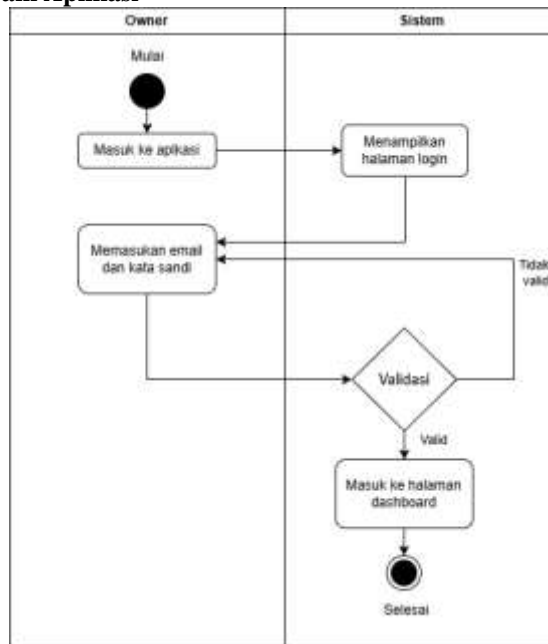 Owner
Sistem
Mulai
Masuk ke aplkasi
Menampilkan
halaman login
Memasukan email
dan kata sandi
Tidak
valid
Validasi
Valid
Masuk ke halaman
dashboard
Selesai